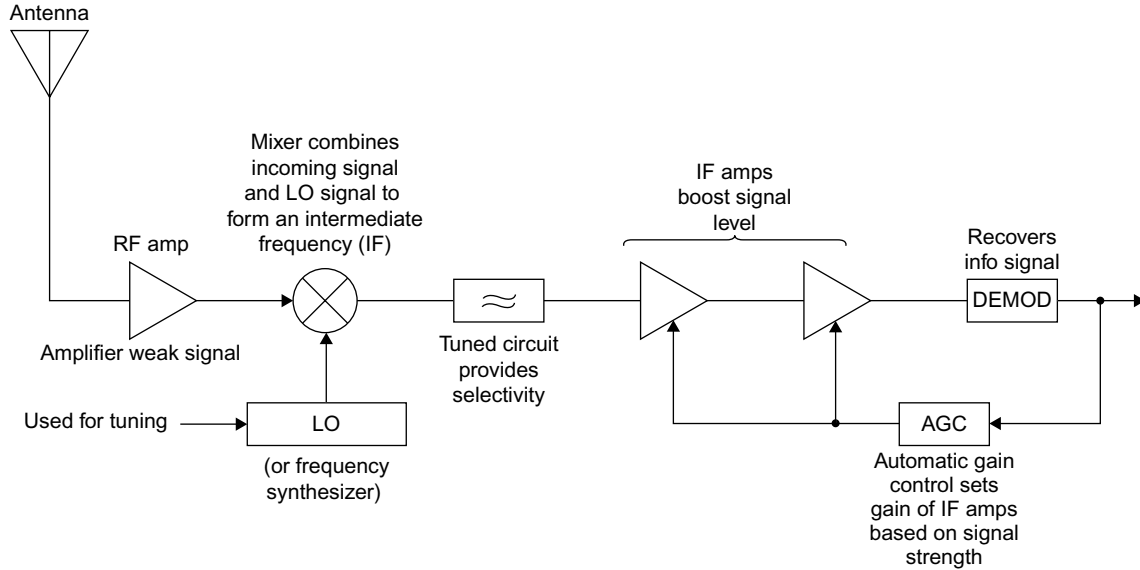 Antenna
Mixer combines
incoming signal
and LO signal to
form an intermediate
frequency (IF)
IF amps
boost signal
level
RF amp
Recovers
info signal
DEMOD
Amplifier weak signal
Tuned circuit
provides
selectivity
Used for tuning
LO
(or frequency
synthesizer)
AGC
Automatic gain
control sets
gain of IF amps
based on signal
strength